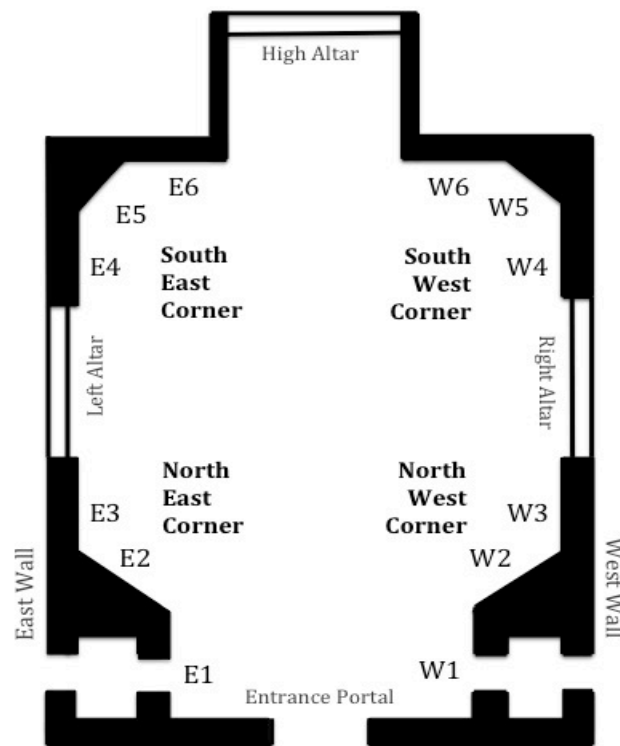 High Altar
E6
W6
E5
W5
E4
South
East
Corner
South
West
Corner
W4
Left Altar
Right Altar
North
East
Corner
North
West
Corner
E3
W3
E2
W2
East Wall
West Wall
E1
W1
Entrance Portal